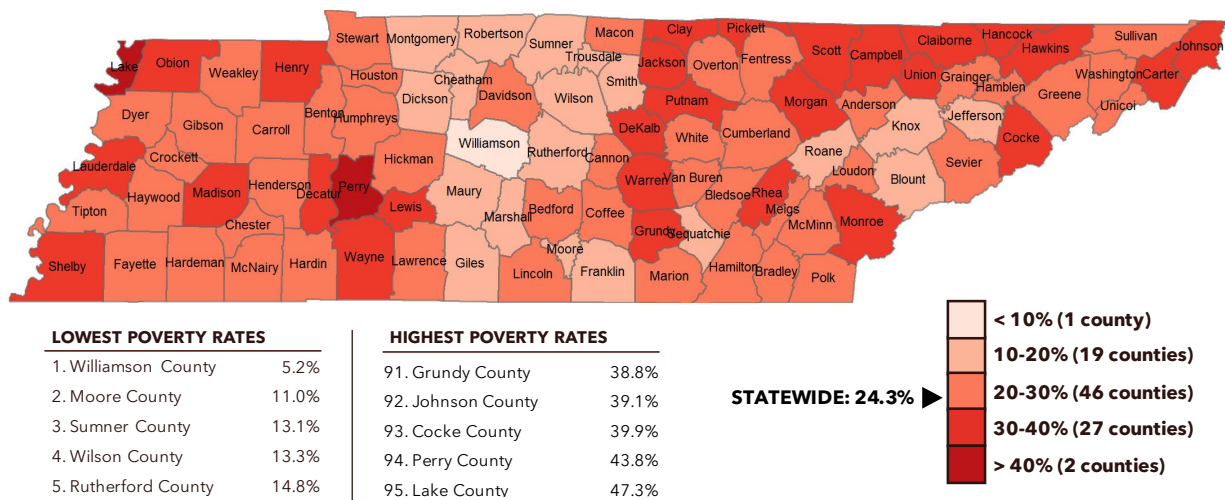 Stewart
Montgomery
Robertson
Sumner
Macon
Clay
Pickett
Scott
Campbell
Claiborne
Hancock
Hawkins
Sullivan
Johnson
Lake
Obion
Weakley
Henry
Houston
Cheatham
Trousdale
Smith
Jackson
Overton
Fentress
Union
Grainger
Hamblen
Washington
Carter
Greene
Unicoi
Dyer
Gibson
Carroll
Benton
Humphreys
Dickson
Davidson
Wilson
Putnam
Morgan
Anderson
Knox
Jefferson
Cocke
DeKalb
White
Cumberland
Williamson
Rutherford
Cannon
Roane
Loudon
Blount
Sevier
Lauderdale
Crockett
Haywood
Madison
Henderson
Decatur
Perry
Hickman
Lewis
Maury
Marshall
Bedford
Coffee
Warren
Van Buren
Bledsoe
Rhea
Meigs
McMinn
Monroe
Tipton
Chester
Grundy
Sequatchie
Moore
Shelby
Fayette
Hardeman
McNairy
Hardin
Wayne
Lawrence
Giles
Lincoln
Franklin
Marion
Hamilton
Bradley
Polk
LOWEST POVERTY RATES
1. Williamson County 5.2%
2. Moore County 11.0%
3. Sumner County 13.1%
4. Wilson County 13.3%
5. Rutherford County 14.8%
HIGHEST POVERTY RATES
91. Grundy County 38.8%
92. Johnson County 39.1%
93. Cocke County 39.9%
94. Perry County 43.8%
95. Lake County 47.3%
STATEWIDE: 24.3%
< 10% (1 county)
10-20% (19 counties)
20-30% (46 counties)
30-40% (27 counties)
> 40% (2 counties)